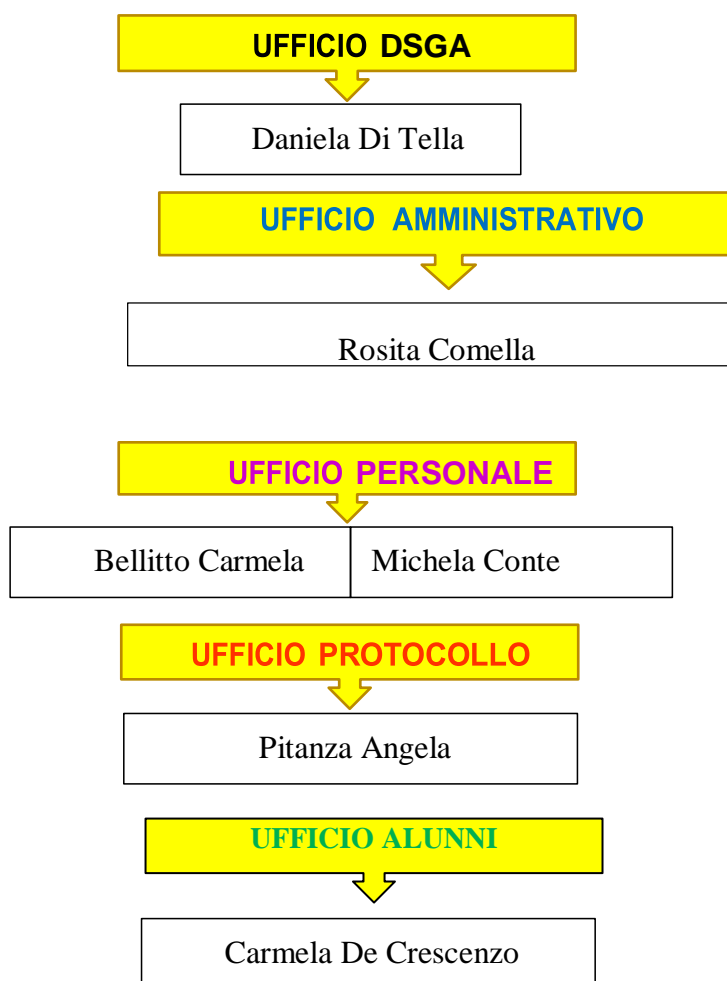 UFFICIO DSGA
Daniela Di Tella
UFFICIO AMMINISTRATIVO
Rosita Comella
UFFICIO PERSONALE
Bellitto Carmela Michela Conte
UFFICIO PROTOCOLLO
Pitanza Angela
UFFICIO ALUNNI
Carmela De Crescenzo